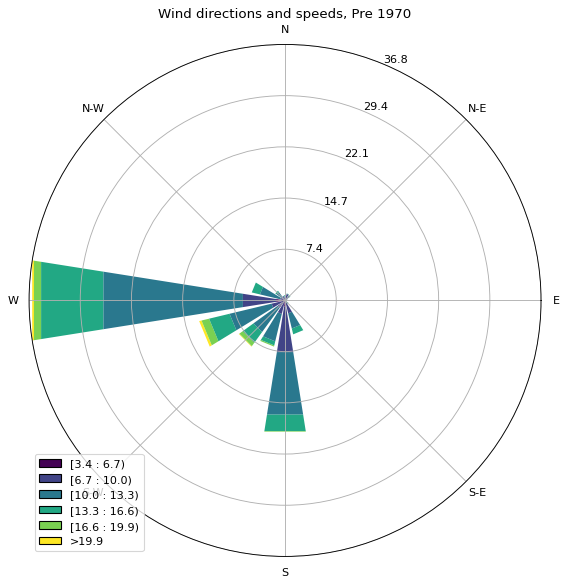 Wind directions and speeds, Pre 1970
N
36.8
N-W
N-E
29.4
22.1
14.7
7.4
W
E
[3.4 : 6.7)
[6.7 : 10.0)
[10.0 : 13.3)
[13.3 : 16.6)
[16.6 : 19.9)
>19.9
S-W
S-E
S